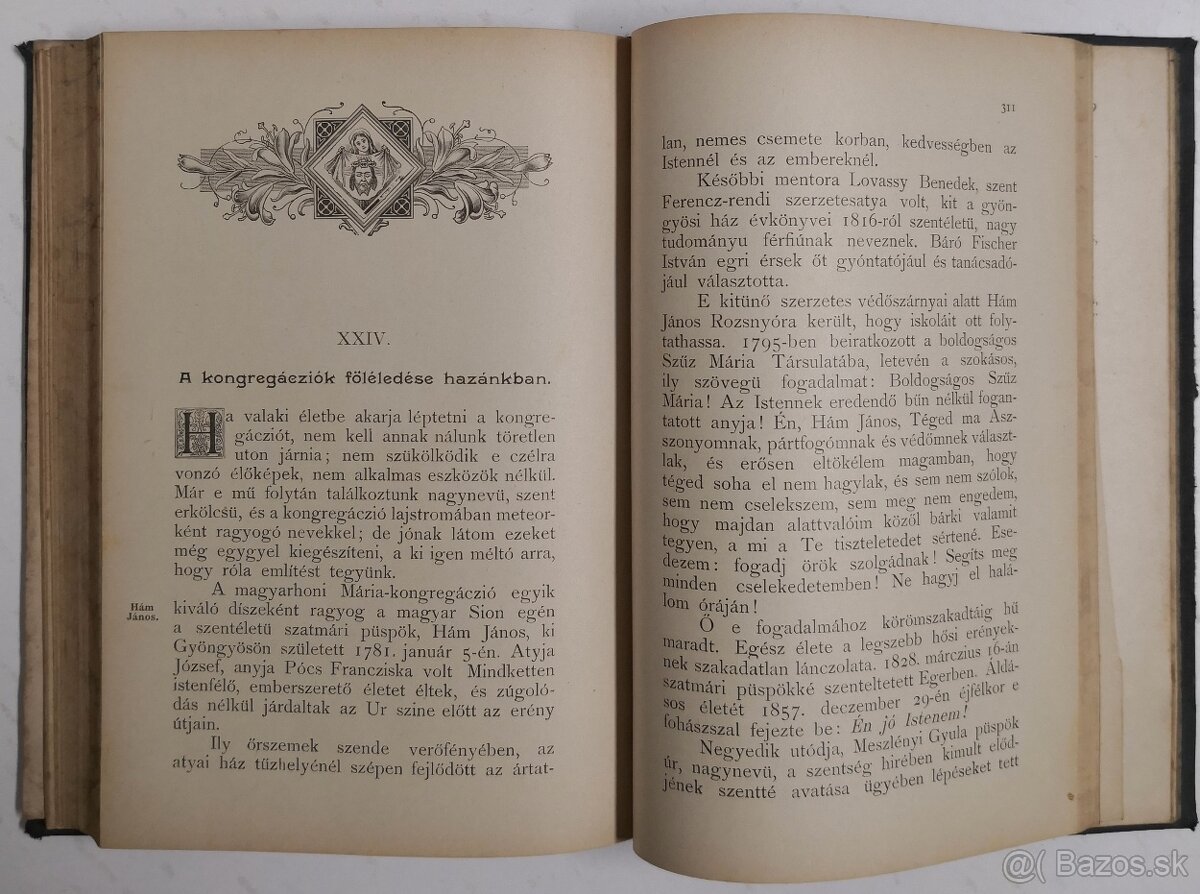 XXIV.
A kongregácziók föléledése hazánkban.
Ha valaki életbe akarja léptetni a kongre-
gácziót, nem kell annak nálunk töretlen
uton járnia; nem szükölködik e czélra
vonzó élőképek, nem alkalmas eszközök nélkül.
Már e mű folytán találkoztunk nagynevü, szent
erkölcsü, és a kongregáczió lajstromában meteor-
ként ragyogó nevekkel; de jónak látom ezeket
még egygyel kiegészíteni, a ki igen méltó arra,
hogy róla említést tegyünk.
A magyarhoni Mária-kongregáczió egyik
Hám
János.
kiváló díszeként ragyog a magyar Sion egén
a szentéletű szatmári püspök, Hám János, ki
Gyöngyösön született 1781. január 5-én. Atyja
József, anyja Pócs Francziska volt Mindketten
istenfélő, emberszerető életet éltek, és zúgoló-
dás nélkül járdaltak az Ur szine előtt az erény
útjain.
Ily őrszemek szende verőfényében, az
atyai ház tűzhelyénél szépen fejlődött az ártat-
311
lan, nemes csemete korban, kedvességben az
Istennél és az embereknél.
Későbbi mentora Lovassy Benedek, szent
Ferencz-rendi szerzetesatya volt, kit a gyön-
gyösi ház évkönyvei 1816-ról szentéletü, nagy
tudományu férfiúnak neveznek. Báró Fischer
István egri érsek őt gyóntatójául és tanácsadó-
jául választotta.
E kitünő szerzetes védőszárnyai alatt Hám
János Rozsnyóra került, hogy iskoláit ott foly-
tathassa. 1795-ben beiratkozott a boldogságos
Szűz Mária Társulatába, letevén a szokásos,
ily szövegü fogadalmat: Boldogságos Szűz
Mária! Az Istennek eredendő bűn nélkül fogan-
tatott anyja! Én, Hám János, Téged ma Asz-
szonyomnak, pártfogómnak és védőmnek választ-
lak, és erősen eltökélem magamban, hogy
téged soha el nem hagylak, és sem nem szólok,
sem nem cselekszem, sem meg nem engedem,
hogy majdan alattvalóim közől bárki valamit
tegyen, a mi a Te tiszteletedet sértené. Ese-
dezem: fogadj örök szolgádnak! Segíts meg
minden cselekedetemben! Ne hagyj el halá-
lom óráján!
Ő e fogadalmához körömszakadtáig hű
maradt. Egész élete a legszebb hősi erények-
nek szakadatlan lánczolata. 1828. márczius 16-án
szatmári püspökké szenteltetett Egerben. Áldá-
sos életét 1857. deczember 29-én éjfélkor e
fohászszal fejezte be: Én jó Istenem!
Negyedik utódja, Meszlényi Gyula püspök
úr, nagynevü, a szentség hirében kimult előd-
jének szentté avatása ügyében lépéseket tett
@( Bazos.sk